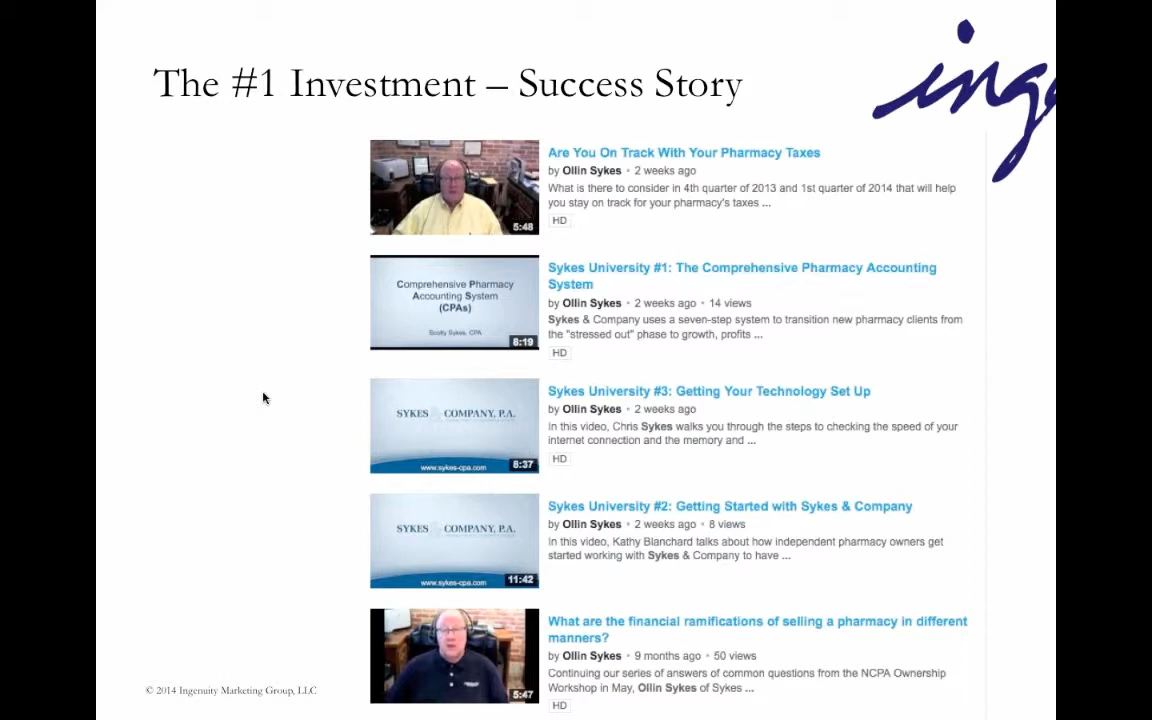 The #1 Investment – Success Story
inge
Are You On Track With Your Pharmacy Taxes
by Ollin Sykes • 2 weeks ago
What is there to consider in 4th quarter of 2013 and 1st quarter of 2014 that will help
you stay on track for your pharmacy's taxes ...
HD
5:48
Sykes University #1: The Comprehensive Pharmacy Accounting
System
by Ollin Sykes • 2 weeks ago • 14 views
Sykes & Company uses a seven-step system to transition new pharmacy clients from
the "stressed out" phase to growth, profits ...
HD
Comprehensive Pharmacy
Accounting System
(CPAs)
Scotty Sykes, CPA
8:19
Sykes University #3: Getting Your Technology Set Up
by Ollin Sykes • 2 weeks ago
In this video, Chris Sykes walks you through the steps to checking the speed of your
internet connection and the memory and ...
HD
SYKES & COMPANY, P.A.
www.sykes-cpa.com
8:37
Sykes University #2: Getting Started with Sykes & Company
by Ollin Sykes • 2 weeks ago • 8 views
In this video, Kathy Blanchard talks about how independent pharmacy owners get
started working with Sykes & Company to have ...
SYKES & COMPANY, P.A.
www.sykes-cpa.com
11:42
What are the financial ramifications of selling a pharmacy in different
manners?
by Ollin Sykes • 9 months ago • 50 views
Continuing our series of answers of common questions from the NCPA Ownership
Workshop in May, Ollin Sykes of Sykes ...
HD
5:47
© 2014 Ingenuity Marketing Group, LLC